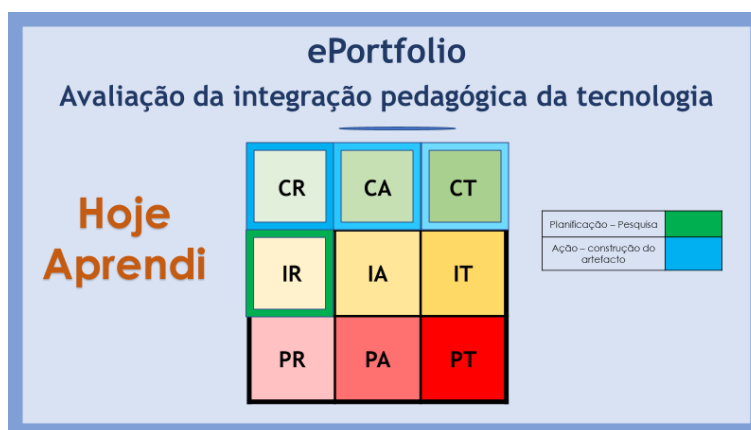 ePortfolio
Avaliação da integração pedagógica da tecnologia
Hoje
Aprendi
CR CA CT
IR IA IT
PR PA PT
Planificação – Pesquisa
Ação – construção do
artefacto